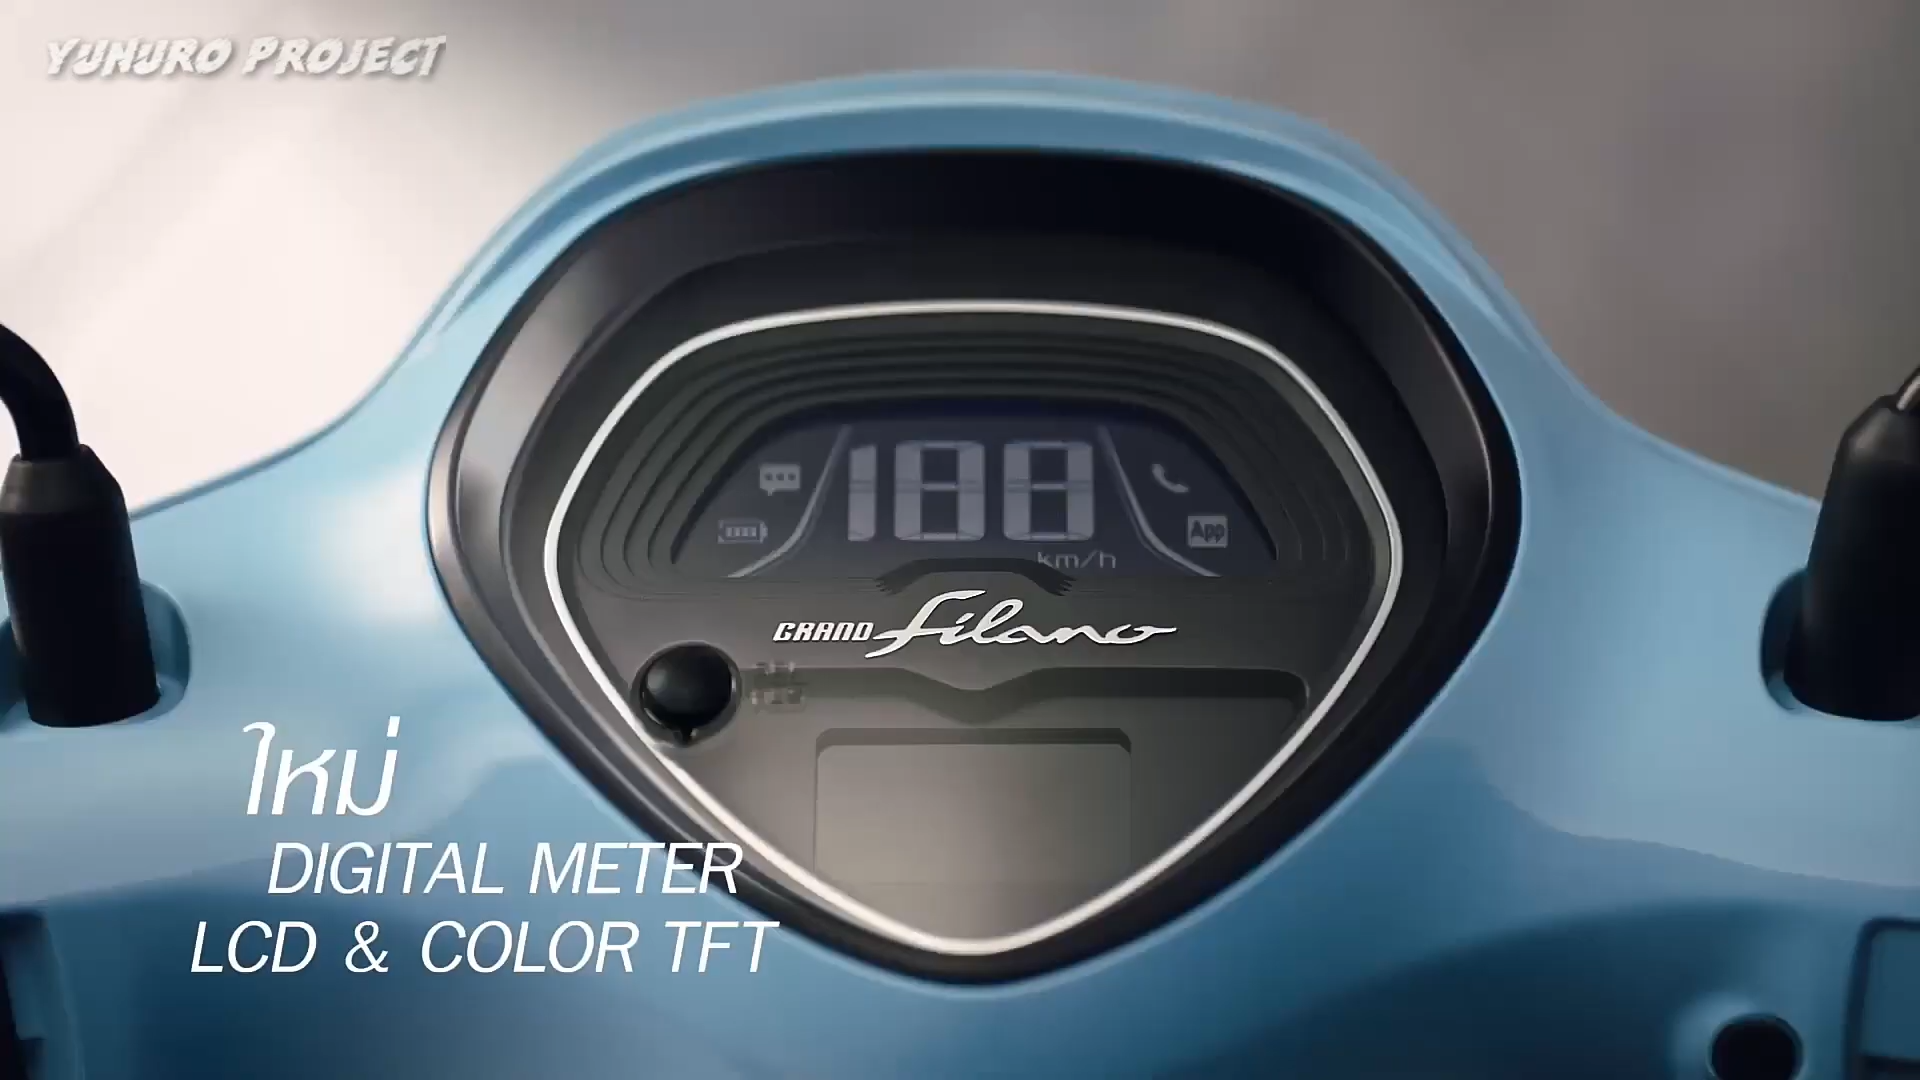 YUNURO PROJECT
188
km/h
App
GRAND Filano
ใหม่
DIGITAL METER
LCD & COLOR TFT